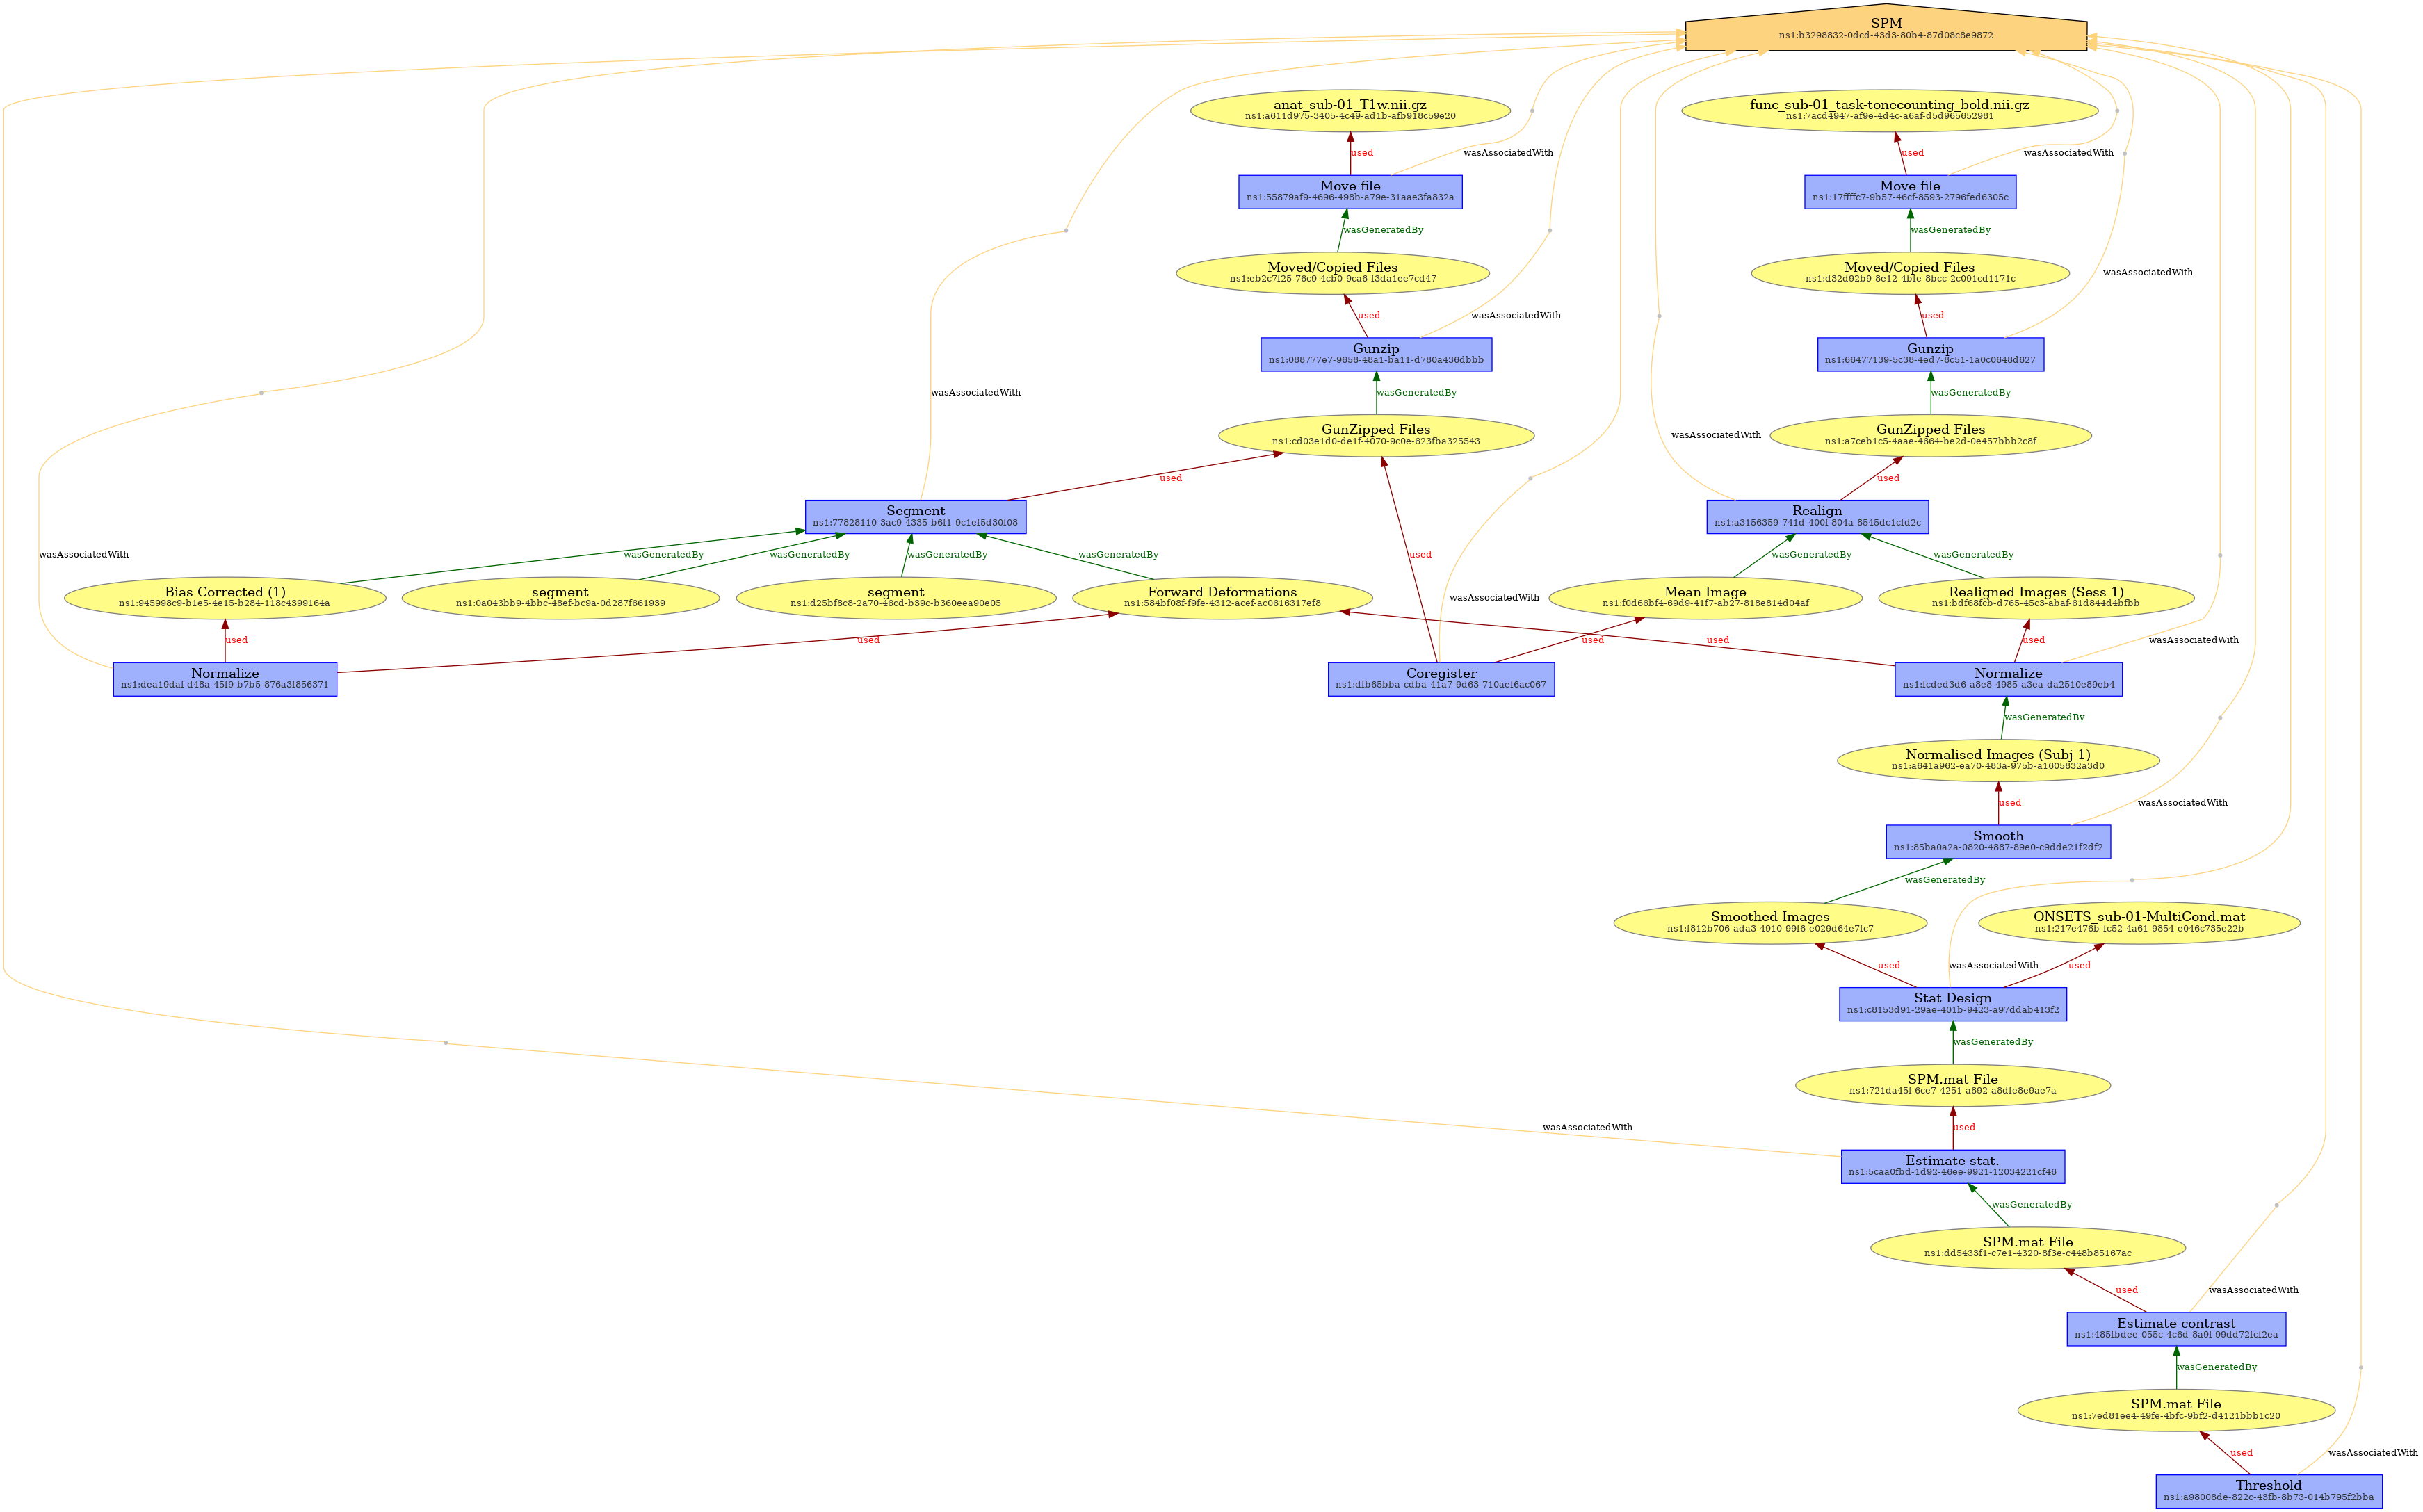 SPM
ns1:b3298832-0dcd-43d3-80b4-87d08c8e9872
anat_sub-01_T1w.nii.gz
ns1:a611d975-3405-4c49-ad1b-afb918c59e20
func_sub-01_task-tonecounting_bold.nii.gz
ns1:7acd4947-af9e-4d4c-a6af-d5d965652981
used
wasAssociatedWith
used
wasAssociatedWith
Move file
ns1:55879af9-4696-498b-a79e-31aae3fa832a
Move file
ns1:17ffffc7-9b57-46cf-8593-2796fed6305c
wasGeneratedBy
wasGeneratedBy
Moved/Copied Files
ns1:eb2c7f25-76c9-4cb0-9ca6-f3da1ee7cd47
Moved/Copied Files
ns1:d32d92b9-8e12-4bfe-8bcc-2c091cd1171c
wasAssociatedWith
used
wasAssociatedWith
used
Gunzip
ns1:088777e7-9658-48a1-ba11-d780a436dbbb
Gunzip
ns1:66477139-5c38-4ed7-8c51-1a0c0648d627
wasAssociatedWith
wasGeneratedBy
wasGeneratedBy
GunZipped Files
ns1:cd03e1d0-de1f-4070-9c0e-623fba325543
GunZipped Files
ns1:a7ceb1c5-4aae-4664-be2d-0e457bbb2c8f
wasAssociatedWith
used
used
Segment
ns1:77828110-3ac9-4335-b6f1-9c1ef5d30f08
Realign
ns1:a3156359-741d-400f-804a-8545dc1cfd2c
wasAssociatedWith
wasGeneratedBy
wasGeneratedBy
wasGeneratedBy
wasGeneratedBy
used
wasGeneratedBy
wasGeneratedBy
Bias Corrected (1)
ns1:945998c9-b1e5-4e15-b284-118c4399164a
segment
ns1:0a043bb9-4bbc-48ef-bc9a-0d287f661939
segment
ns1:d25bf8c8-2a70-46cd-b39c-b360eea90e05
Forward Deformations
ns1:584bf08f-f9fe-4312-acef-ac0616317ef8
wasAssociatedWith
Mean Image
ns1:f0d66bf4-69d9-41f7-ab27-818e814d04af
Realigned Images (Sess 1)
ns1:bdf68fcb-d765-45c3-abaf-61d844d4bfbb
used
used
used
used
used
wasAssociatedWith
Normalize
ns1:dea19daf-d48a-45f9-b7b5-876a3f856371
Coregister
ns1:dfb65bba-cdba-41a7-9d63-710aef6ac067
Normalize
ns1:fcded3d6-a8e8-4985-a3ea-da2510e89eb4
wasGeneratedBy
Normalised Images (Subj 1)
ns1:a641a962-ea70-483a-975b-a1605832a3d0
used
wasAssociatedWith
Smooth
ns1:85ba0a2a-0820-4887-89e0-c9dde21f2df2
wasGeneratedBy
Smoothed Images
ns1:f812b706-ada3-4910-99f6-e029d64e7fc7
ONSETS_sub-01-MultiCond.mat
ns1:217e476b-fc52-4a61-9854-e046c735e22b
used
wasAssociatedWith
used
Stat Design
ns1:c8153d91-29ae-401b-9423-a97ddab413f2
wasGeneratedBy
SPM.mat File
ns1:721da45f-6ce7-4251-a892-a8dfe8e9ae7a
wasAssociatedWith
used
Estimate stat.
ns1:5caa0fbd-1d92-46ee-9921-12034221cf46
wasGeneratedBy
SPM.mat File
ns1:dd5433f1-c7e1-4320-8f3e-c448b85167ac
used
wasAssociatedWith
Estimate contrast
ns1:485fbdee-055c-4c6d-8a9f-99dd72fcf2ea
wasGeneratedBy
SPM.mat File
ns1:7ed81ee4-49fe-4bfc-9bf2-d4121bbb1c20
used
wasAssociatedWith
Threshold
ns1:a98008de-822c-43fb-8b73-014b795f2bba